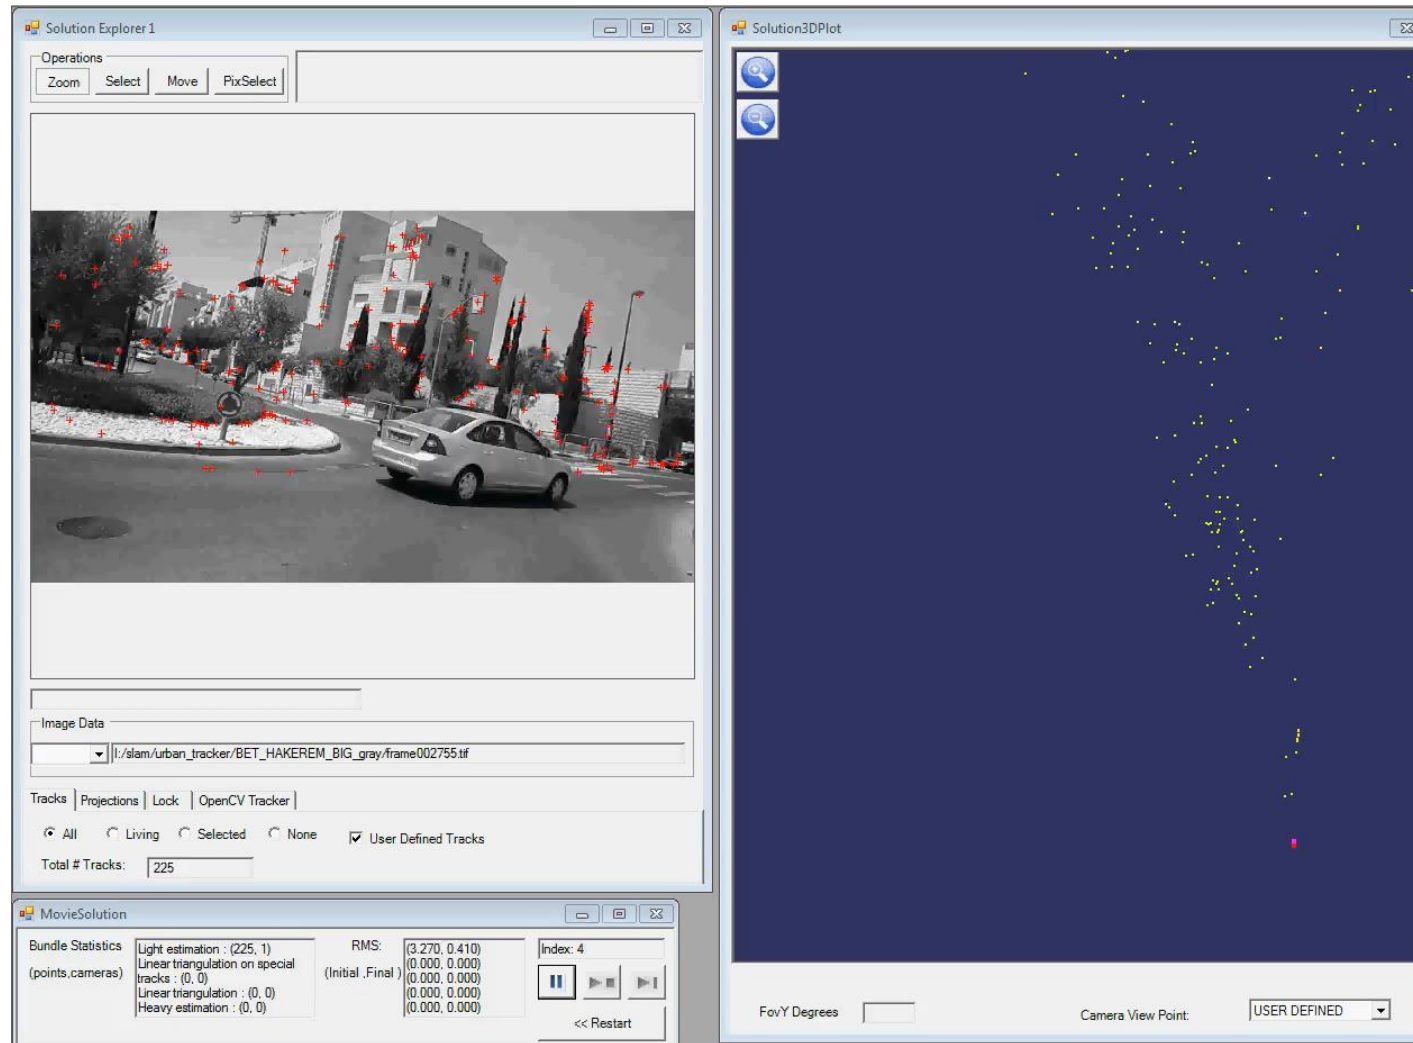 Solution Explorer 1
Operations
Zoom Select Move PixSelect
Image Data
I:/slam/urban_tracker/BET_HAKEREM_BIG_gray/frame002755.tif
Tracks Projections Lock OpenCV Tracker
All Living Selected None User Defined Tracks
Total # Tracks: 225
MovieSolution
Bundle Statistics
(points,cameras)
Light estimation : (225, 1)
Linear triangulation on special
tracks : (0, 0)
Linear triangulation : (0, 0)
Heavy estimation : (0, 0)
RMS:
(Initial ,Final )
(3.270, 0.410)
(0.000, 0.000)
(0.000, 0.000)
(0.000, 0.000)
(0.000, 0.000)
Index: 4
<< Restart
Solution3DPlot
FovY Degrees
Camera View Point: USER DEFINED